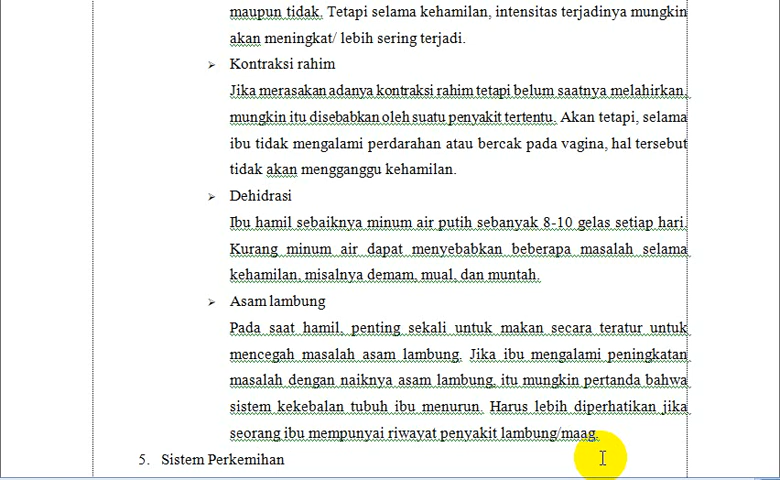 maupun tidak. Tetapi selama kehamilan, intensitas terjadinya mungkin
akan meningkat/ lebih sering terjadi.
➢ Kontraksi rahim
Jika merasakan adanya kontraksi rahim tetapi belum saatnya melahirkan,
mungkin itu disebabkan oleh suatu penyakit tertentu. Akan tetapi, selama
ibu tidak mengalami perdarahan atau bercak pada vagina, hal tersebut
tidak akan mengganggu kehamilan.
➢ Dehidrasi
Ibu hamil sebaiknya minum air putih sebanyak 8-10 gelas setiap hari.
Kurang minum air dapat menyebabkan beberapa masalah selama
kehamilan, misalnya demam, mual, dan muntah.
➢ Asam lambung
Pada saat hamil, penting sekali untuk makan secara teratur untuk
mencegah masalah asam lambung. Jika ibu mengalami peningkatan
masalah dengan naiknya asam lambung, itu mungkin pertanda bahwa
sistem kekebalan tubuh ibu menurun. Harus lebih diperhatikan jika
seorang ibu mempunyai riwayat penyakit lambung/maag.
5. Sistem Perkemihan